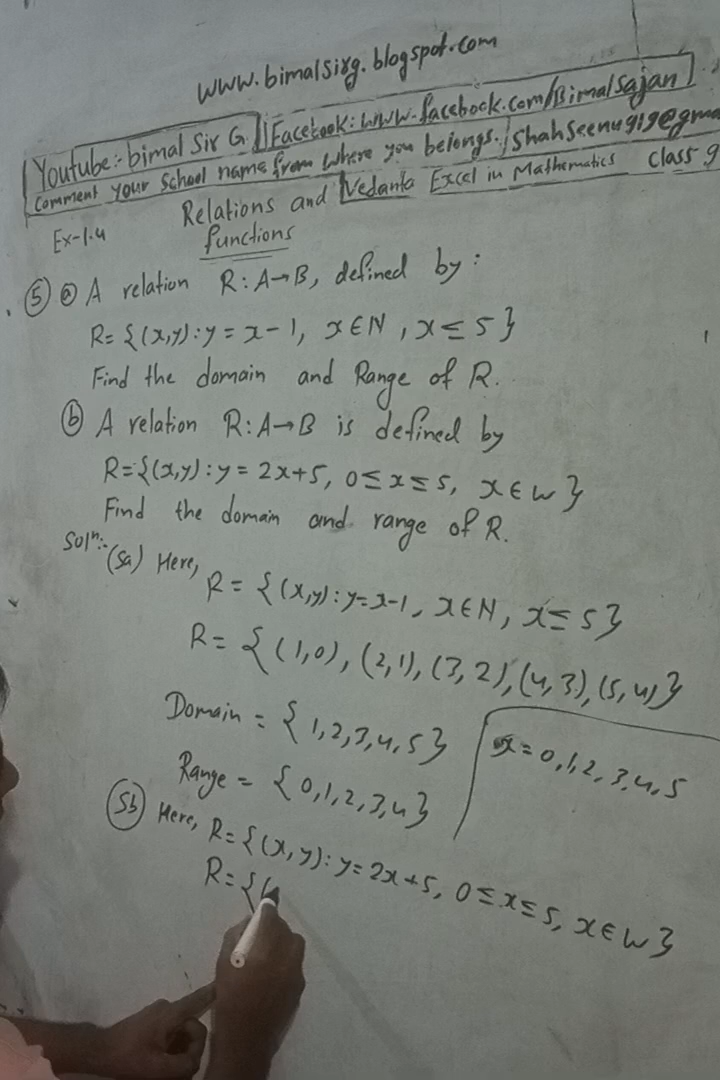 www.bimalsirg.blogspot.com
Youtube:- bimal Sir G. || Facebook: www.facebook.com/Bimalsajan
Comment your School name from where you belongs. / Shahseenu919@gma
Ex-1.4 Relations and functions Vedanta Excel in Mathematics Class 9
⑤ ⓐ A relation R: A→B, defined by:
R= {(x,y): y = x-1, x∈N, x≤5}
Find the domain and Range of R.
ⓑ A relation R: A→B is defined by
R={(x,y): y= 2x+5, 0≤x≤5, x∈W}
Find the domain and range of R.
Solⁿ:- (5a) Here,
R= {(x,y): y=x-1, x∈N, x≤5}
R= {(1,0), (2,1), (3,2), (4,3), (5,4)}
Domain = {1,2,3,4,5}
Range = {0,1,2,3,4}
x=0,1,2,3,4,5
(5b) Here, R={(x,y): y=2x+5, 0≤x≤5, x∈W}
R={(